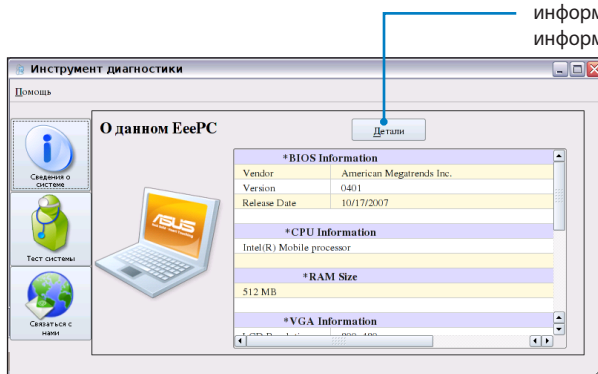 информ
информ
Инструмент диагностики
Помощь
О данном EeePC
Детали
Сведения о
системе
Тест системы
Связаться с
нами
*BIOS Information
Vendor American Megatrends Inc.
Version 0401
Release Date 10/17/2007
*CPU Information
Intel(R) Mobile processor
*RAM Size
512 MB
*VGA Information
/ISUS